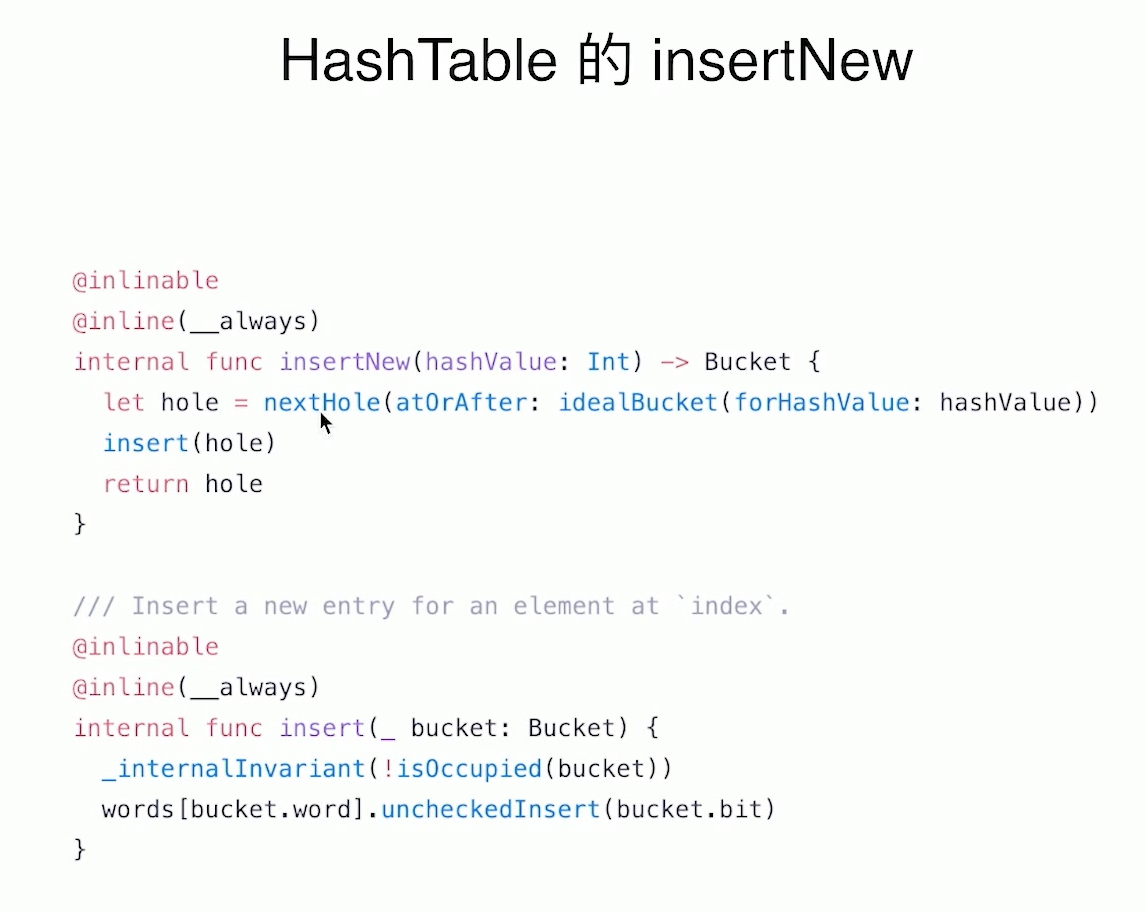 HashTable 的 insertNew
@inlinable
@inline(__always)
internal func insertNew(hashValue: Int) -> Bucket {
  let hole = nextHole(atOrAfter: idealBucket(forHashValue: hashValue))
  insert(hole)
  return hole
}
/// Insert a new entry for an element at `index`.
@inlinable
@inline(__always)
internal func insert(_ bucket: Bucket) {
  _internalInvariant(!isOccupied(bucket))
  words[bucket.word].uncheckedInsert(bucket.bit)
}